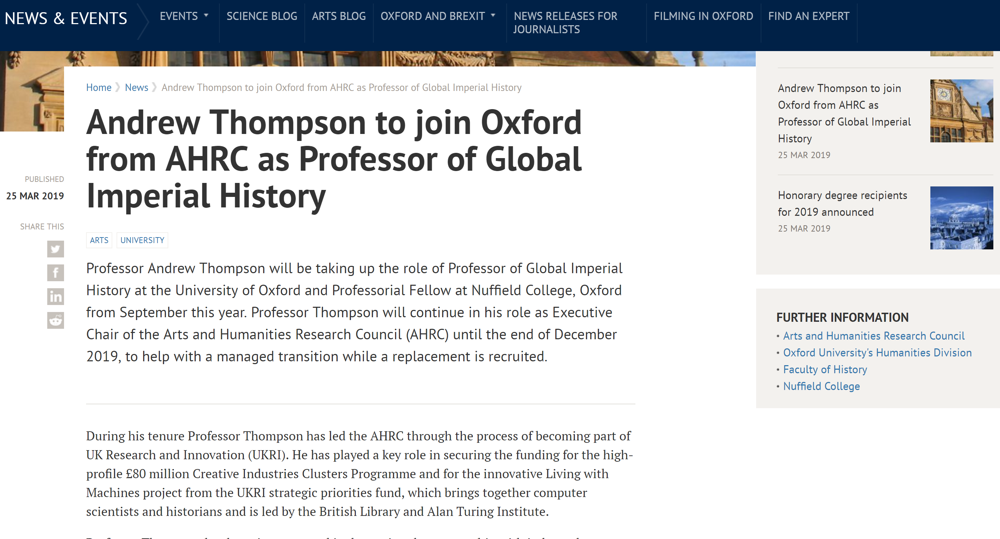 NEWS & EVENTS
EVENTS
SCIENCE BLOG
ARTS BLOG
OXFORD AND BREXIT
NEWS RELEASES FOR
JOURNALISTS
FILMING IN OXFORD
FIND AN EXPERT
Home
News
Andrew Thompson to join Oxford from AHRC as Professor of Global Imperial History
Andrew Thompson to join Oxford
from AHRC as Professor of Global
Imperial History
PUBLISHED
25 MAR 2019
SHARE THIS
ARTS
UNIVERSITY
Professor Andrew Thompson will be taking up the role of Professor of Global Imperial
History at the University of Oxford and Professorial Fellow at Nuffield College, Oxford
from September this year. Professor Thompson will continue in his role as Executive
Chair of the Arts and Humanities Research Council (AHRC) until the end of December
2019, to help with a managed transition while a replacement is recruited.
During his tenure Professor Thompson has led the AHRC through the process of becoming part of
UK Research and Innovation (UKRI). He has played a key role in securing the funding for the high-
profile £80 million Creative Industries Clusters Programme and for the innovative Living with
Machines project from the UKRI strategic priorities fund, which brings together computer
scientists and historians and is led by the British Library and Alan Turing Institute.
Andrew Thompson to join
Oxford from AHRC as
Professor of Global Imperial
History
25 MAR 2019
Honorary degree recipients
for 2019 announced
25 MAR 2019
FURTHER INFORMATION
• Arts and Humanities Research Council
• Oxford University's Humanities Division
• Faculty of History
• Nuffield College